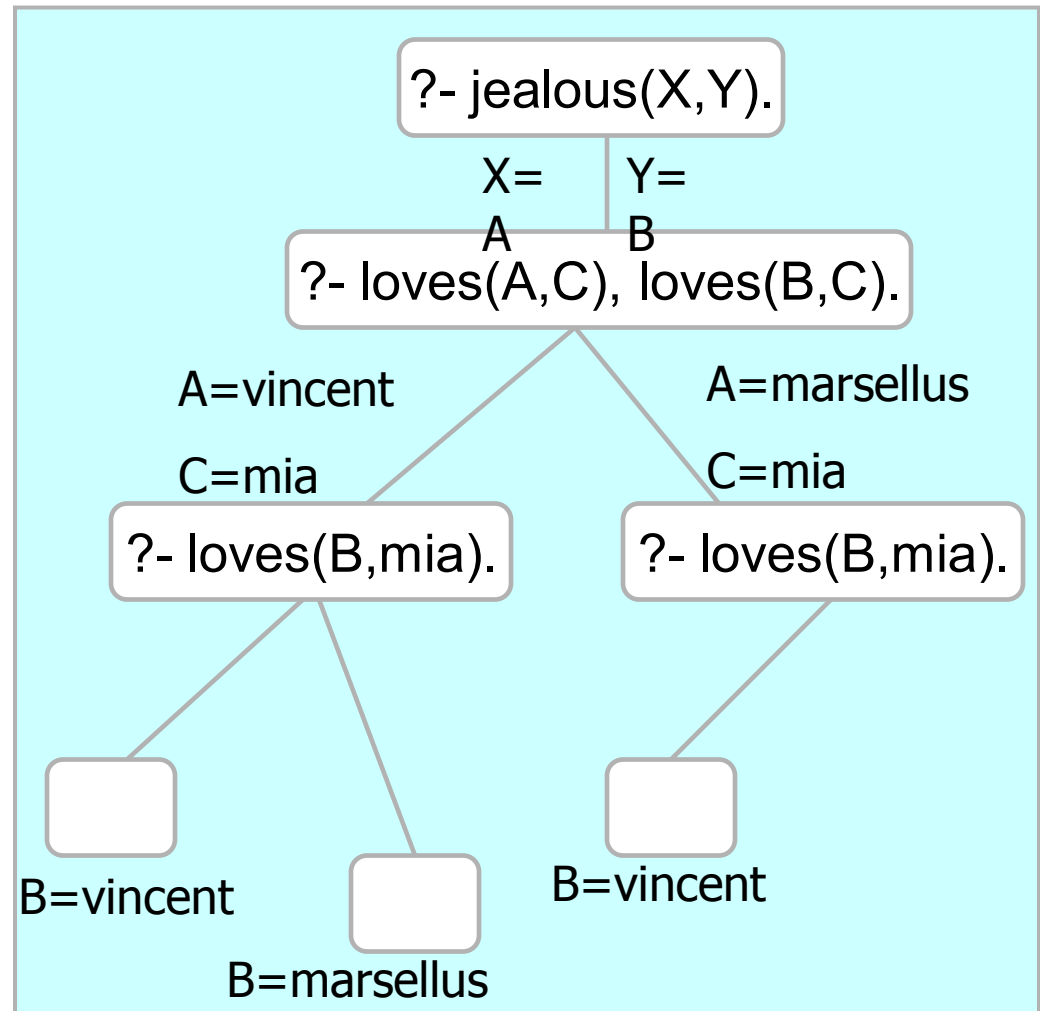 ?- jealous(X,Y).
X= Y=
A B
?- loves(A,C), loves(B,C).
A=vincent A=marsellus
C=mia C=mia
?- loves(B,mia). ?- loves(B,mia).
B=vincent B=vincent
B=marsellus